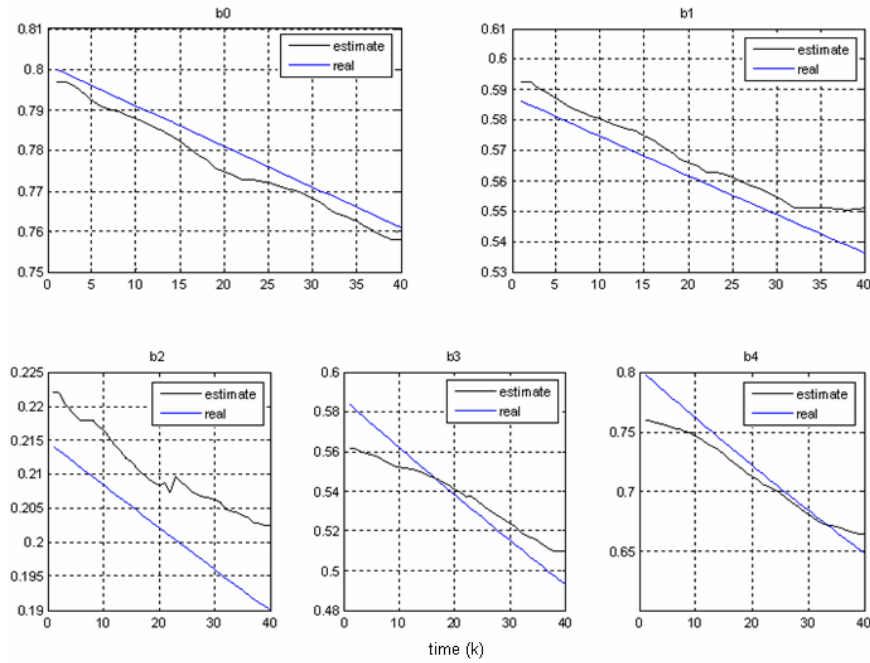 b0
0.81
0.8
0.79
0.78
0.77
0.76
0.75
0 5 10 15 20 25 30 35 40
estimate
real
b1
0.61
0.6
0.59
0.58
0.57
0.56
0.55
0.54
0.53
0 5 10 15 20 25 30 35 40
estimate
real
b2
0.225
0.22
0.215
0.21
0.205
0.2
0.195
0.19
0 10 20 30 40
estimate
real
b3
0.6
0.58
0.56
0.54
0.52
0.5
0.48
0 10 20 30 40
estimate
real
b4
0.8
0.75
0.7
0.65
0 10 20 30 40
estimate
real
time (k)